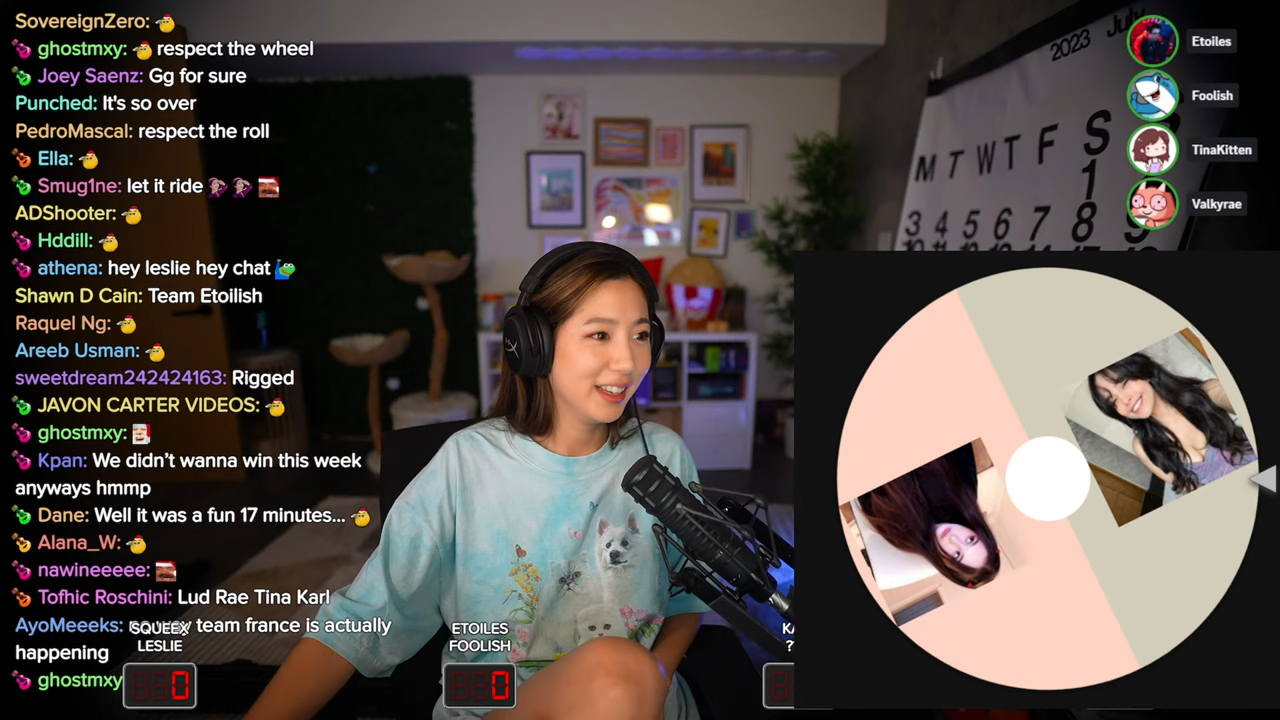 SovereignZero:
ghostmxy: respect the wheel
Joey Saenz: Gg for sure
Punched: It's so over
PedroMascal: respect the roll
Ella:
Smug1ne: let it ride
ADShooter:
Hddill:
athena: hey leslie hey chat
Shawn D Cain: Team Etoilish
Raquel Ng:
Areeb Usman:
sweetdream242424163: Rigged
JAVON CARTER VIDEOS:
ghostmxy:
Kpan: We didn't wanna win this week
anyways hmmp
Dane: Well it was a fun 17 minutes...
Alana_W:
nawineeeee:
Tofhic Roschini: Lud Rae Tina Karl
AyoMeeeks: team france is actually
happening
ghostmxy
SQUEEX
LESLIE
0
ETOILES
FOOLISH
0
??
2023 July
M T W T F S
1
3 4 5 6 7 8 9
Etoiles
Foolish
TinaKitten
Valkyrae